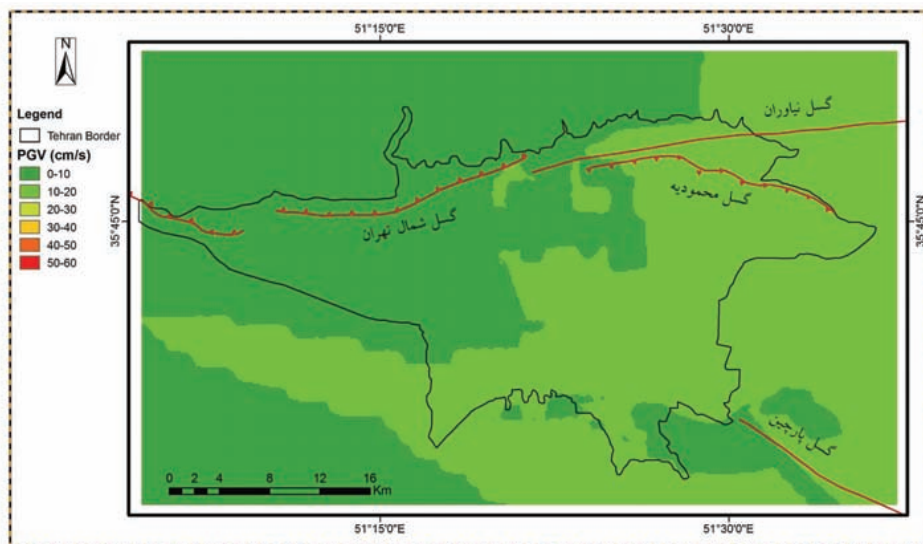 51°15'0"E
51°30'0"E
N
Legend
Tehran Border
PGV (cm/s)
0-10
10-20
20-30
30-40
40-50
50-60
گسل نیاوران
گسل محمودیه
گسل شمال تهران
گسل پارچین
35°45'0"N
35°45'0"N
0 2 4 8 12 16
Km
51°15'0"E
51°30'0"E